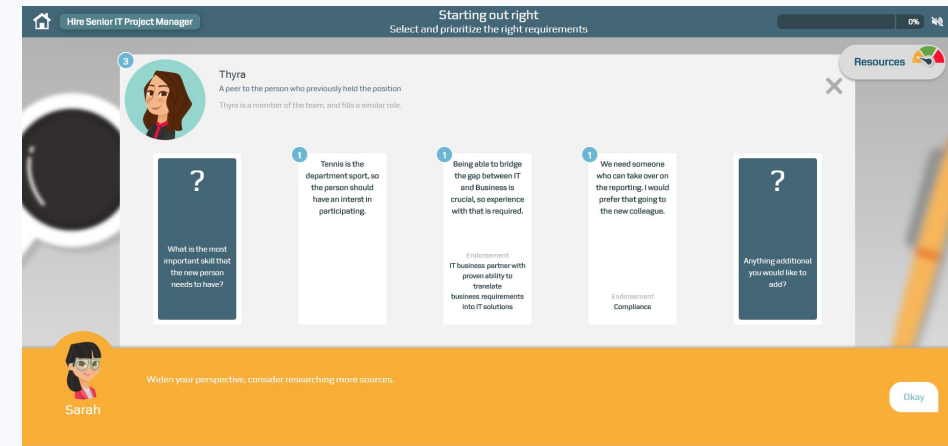 Hire Senior IT Project Manager
Starting out right
Select and prioritize the right requirements
0%
Resources
3
Thyra
A peer to the person who previously held the position
Thyra is a member of the team, and fills a similar role.
?
What is the most
important skill that
the new person
needs to have?
1
Tennis is the
department sport, so
the person should
have an interst in
participating.
1
Being able to bridge
the gap between IT
and Business is
crucial, so experience
with that is required.
Endorsement
IT business partner with
proven ability to
translate
business requirements
into IT solutions
1
We need someone
who can take over on
the reporting. I would
prefer that going to
the new colleague.
Endorsement
Compliance
?
Anything additional
you would like to
add?
Sarah
Widen your perspective, consider researching more sources.
Okay